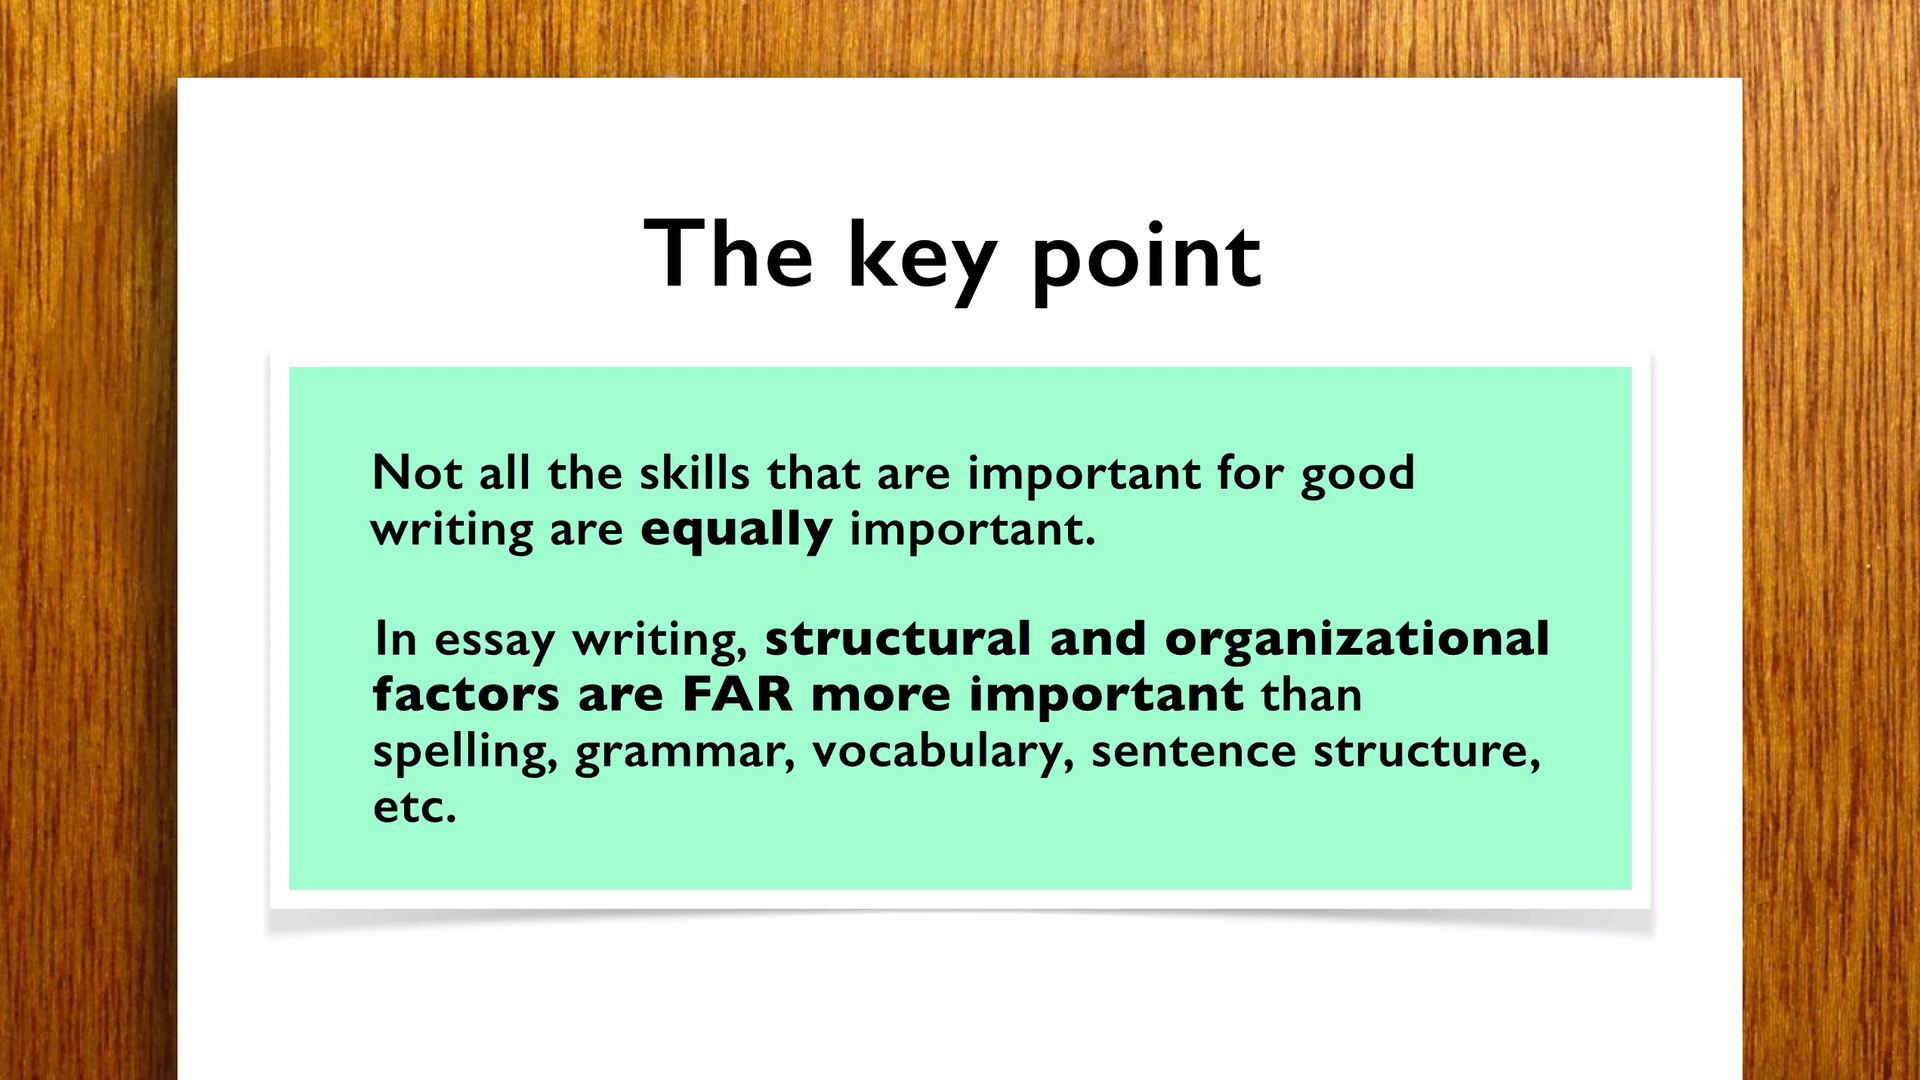 The key point
Not all the skills that are important for good
writing are equally important.
In essay writing, structural and organizational
factors are FAR more important than
spelling, grammar, vocabulary, sentence structure,
etc.